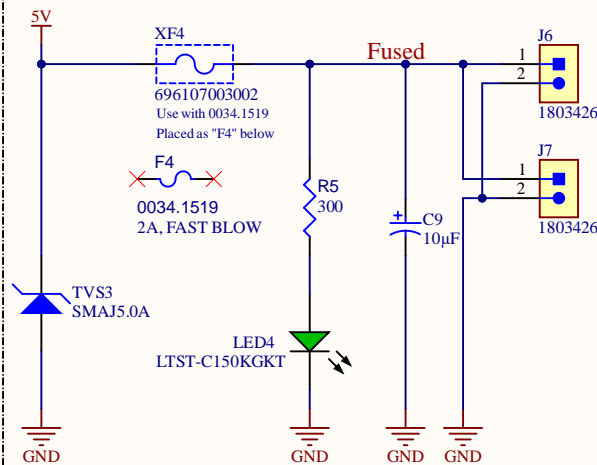 5V
XF4
696107003002
Use with 0034.1519
Placed as "F4" below
F4
0034.1519
2A, FAST BLOW
Fused
J6
1
2
1803426
J7
1
2
1803426
R5
300
+
C9
10µF
TVS3
SMAJ5.0A
LED4
LTST-C150KGKT
GND
GND
GND
GND